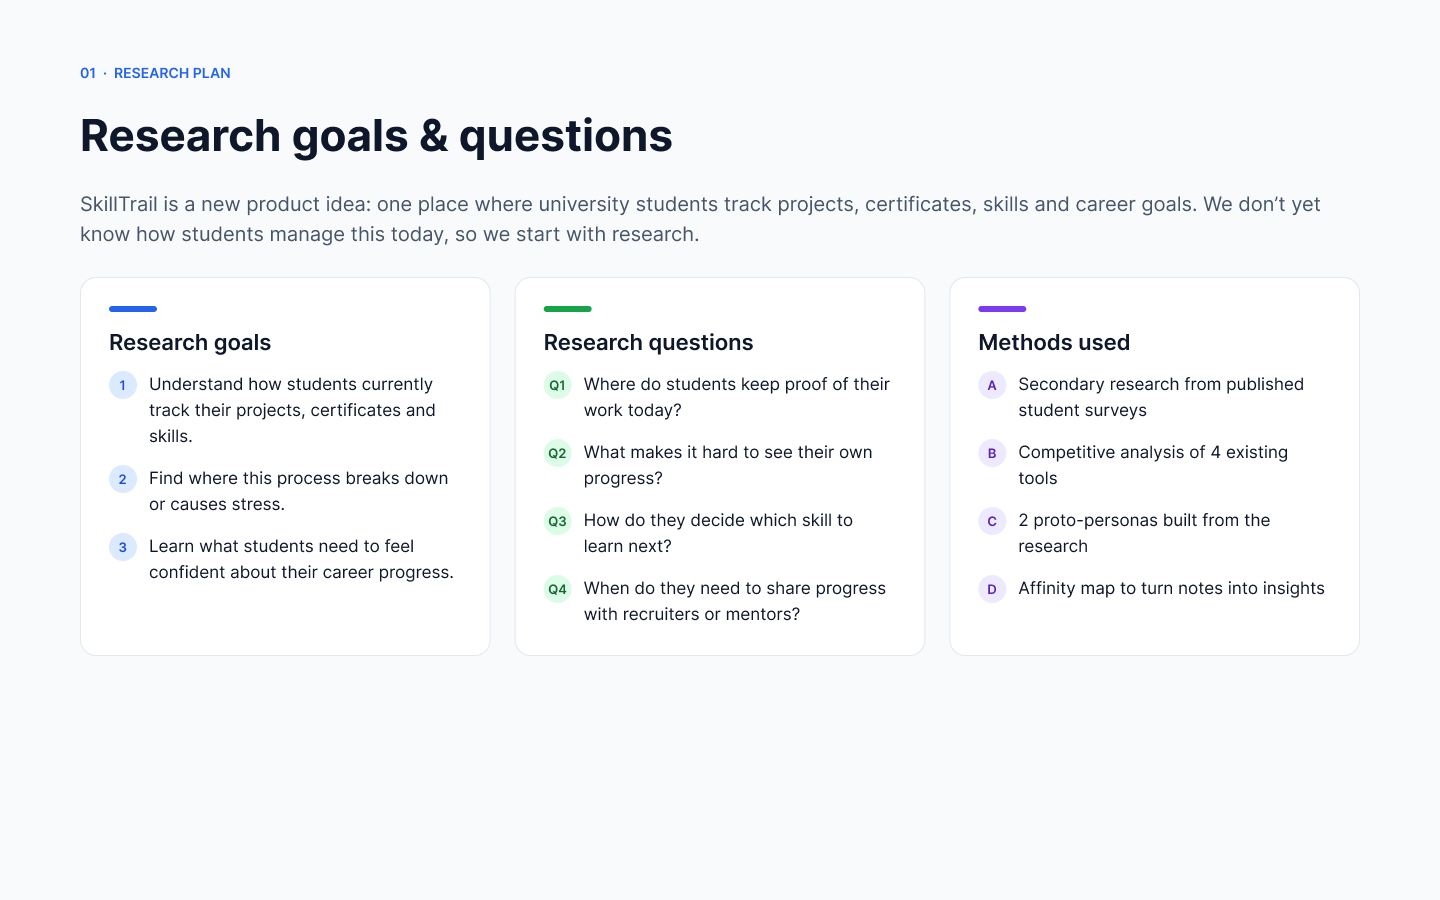 01 · RESEARCH PLAN
Research goals & questions
SkillTrail is a new product idea: one place where university students track projects, certificates, skills and career goals. We don’t yet
know how students manage this today, so we start with research.
Research goals
1 Understand how students currently
track their projects, certificates and
skills.
2 Find where this process breaks down
or causes stress.
3 Learn what students need to feel
confident about their career progress.
Research questions
Q1 Where do students keep proof of their
work today?
Q2 What makes it hard to see their own
progress?
Q3 How do they decide which skill to
learn next?
Q4 When do they need to share progress
with recruiters or mentors?
Methods used
A Secondary research from published
student surveys
B Competitive analysis of 4 existing
tools
C 2 proto-personas built from the
research
D Affinity map to turn notes into insights